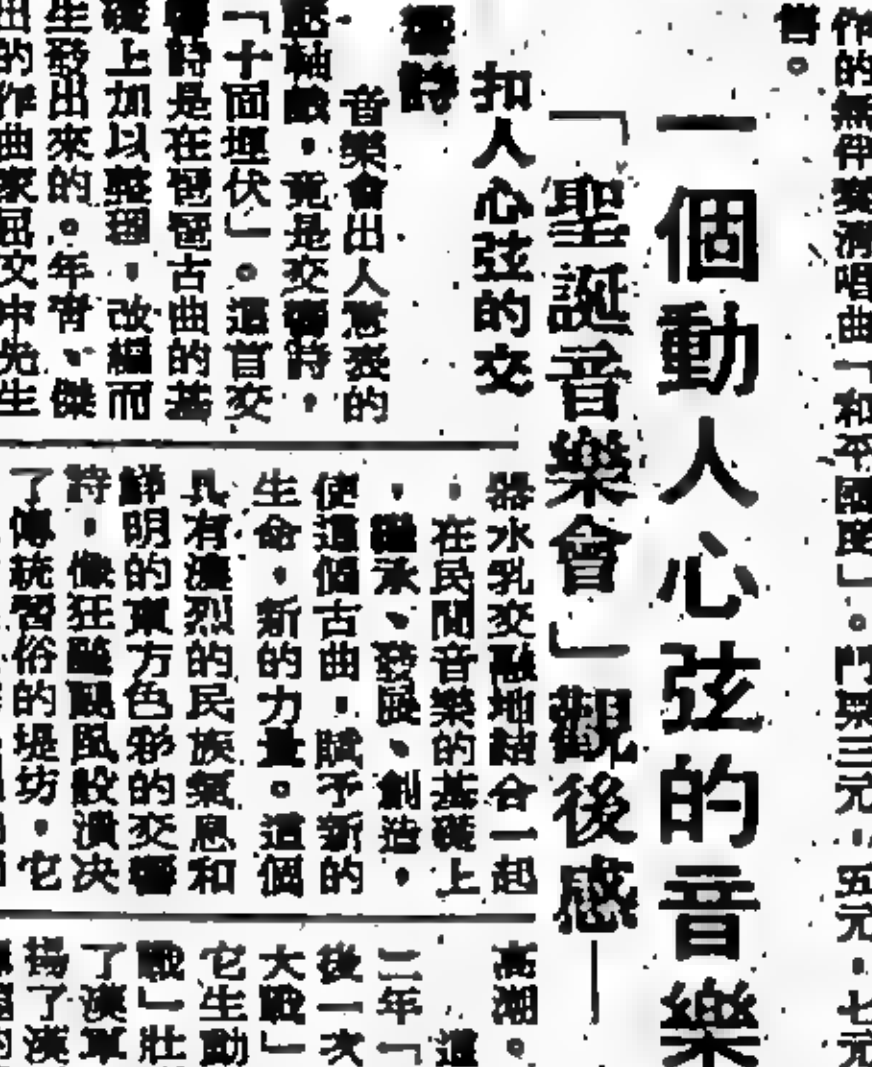 作的無伴奏清唱曲「和平國度」。門票三元，五元，七元
售。
一個動人心弦的音樂
「聖誕音樂會」觀後感——
扣人心弦的交
響詩
音樂會出人意表的
壓軸戲，竟是交響詩，
「十面埋伏」。這首交
響詩是在琵琶古曲的基
礎上加以整理，改編而
生發出來的。年青、傑
出的作曲家屈文中先生
器水乳交融地結合一起
，在民間音樂的基礎上
，繼承、發展、創造，
使這個古曲，賦予新的
生命，新的力量。這個
具有濃烈的民族氣息和
鮮明的東方色彩的交響
詩，像狂飈颶風般潰決
了傳統習俗的堤坊，它
高潮。
這
二年「
後一次
大戰」
它生動
戰」壯
了漢軍
揚了漢